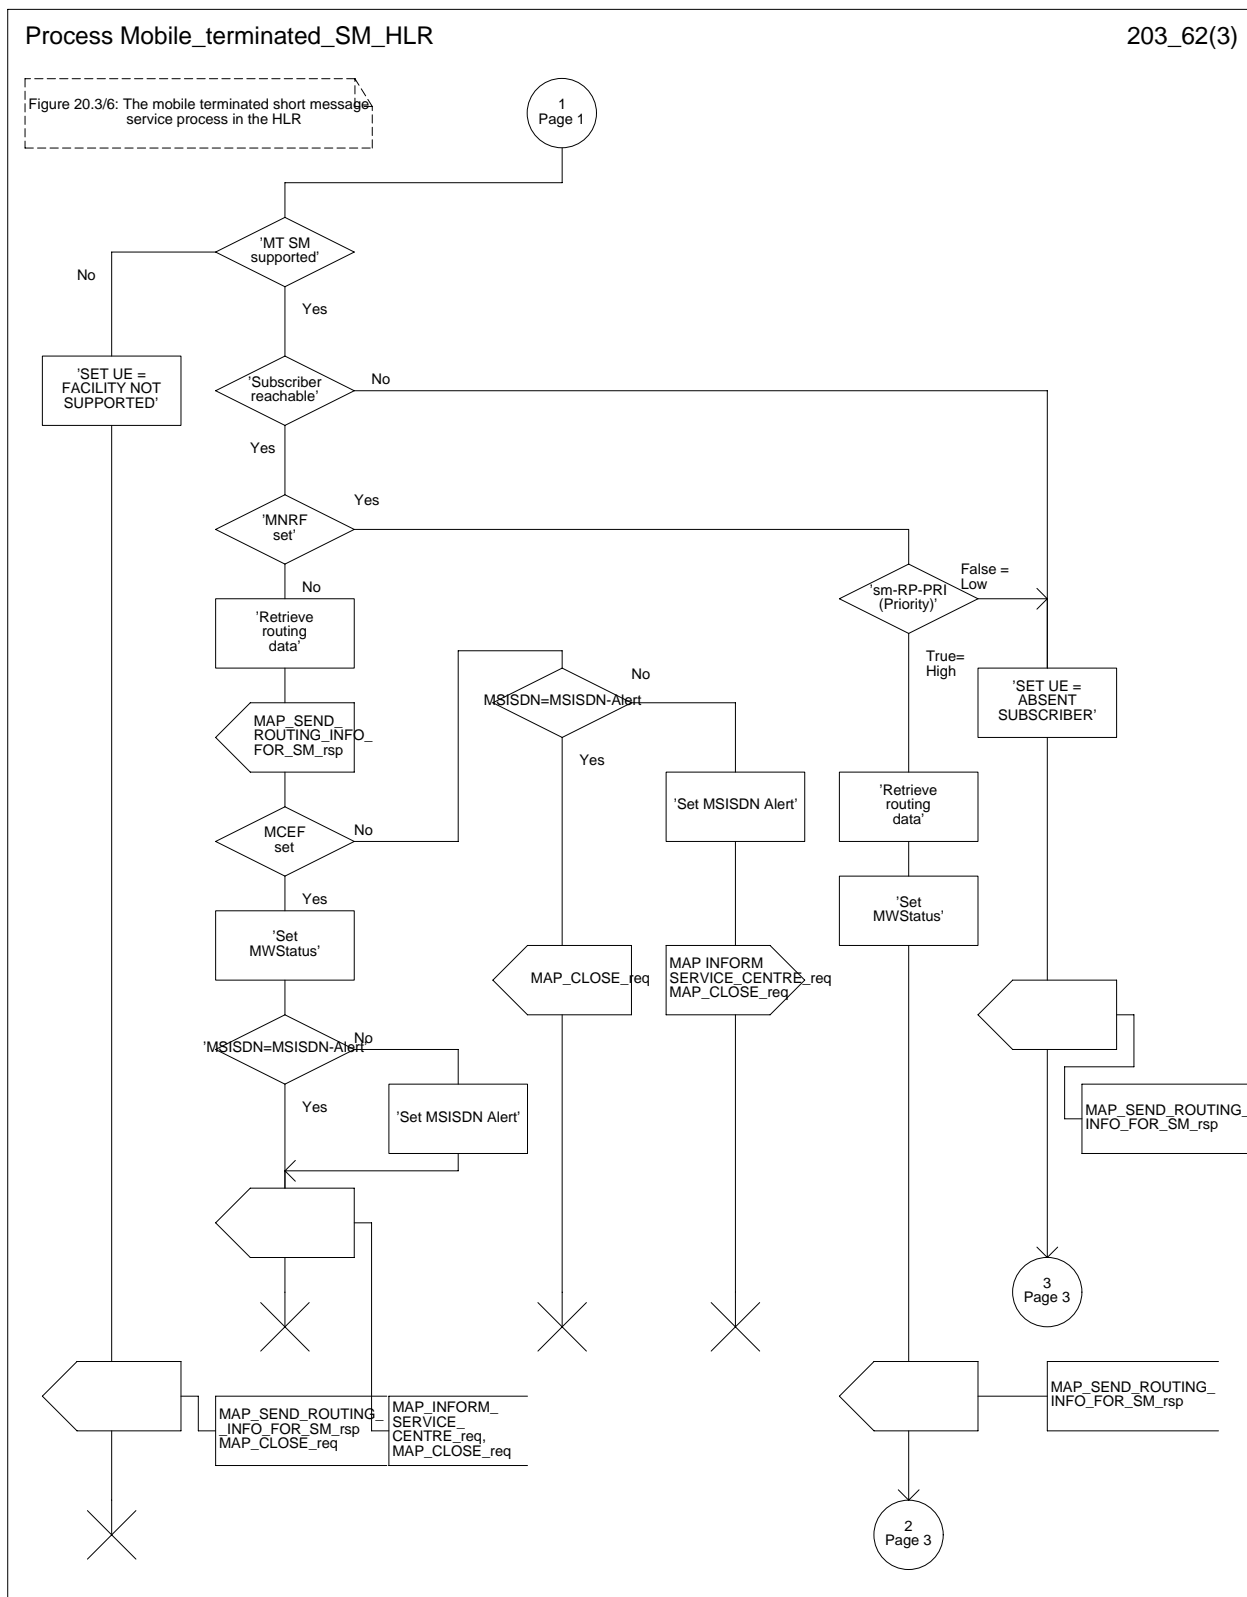 Process Mobile_terminated_SM_HLR
203_62(3)
Figure 20.3/6: The mobile terminated short message
service process in the HLR
1
Page 1
'MT SM
supported'
No
Yes
'SET UE =
FACILITY NOT
SUPPORTED'
'Subscriber
reachable'
No
Yes
'MNRF
set'
Yes
No
'sm-RP-PRI
(Priority)'
False =
Low
True=
High
'Retrieve
routing
data'
MSISDN=MSISDN-Alert
No
Yes
'SET UE =
ABSENT
SUBSCRIBER'
MAP_SEND_
ROUTING_INFO_
FOR_SM_rsp
'Set MSISDN Alert'
'Retrieve
routing
data'
MCEF
set
No
Yes
'Set
MWStatus'
'Set
MWStatus'
MAP_CLOSE_req
MAP INFORM
SERVICE_CENTRE_req
MAP_CLOSE_req
'MSISDN=MSISDN-Alert'
No
Yes
'Set MSISDN Alert'
MAP_SEND_ROUTING_
INFO_FOR_SM_rsp
3
Page 3
MAP_SEND_ROUTING_
_INFO_FOR_SM_rsp
MAP_CLOSE_req
MAP_INFORM_
SERVICE_
CENTRE_req,
MAP_CLOSE_req
MAP_SEND_ROUTING_
INFO_FOR_SM_rsp
2
Page 3